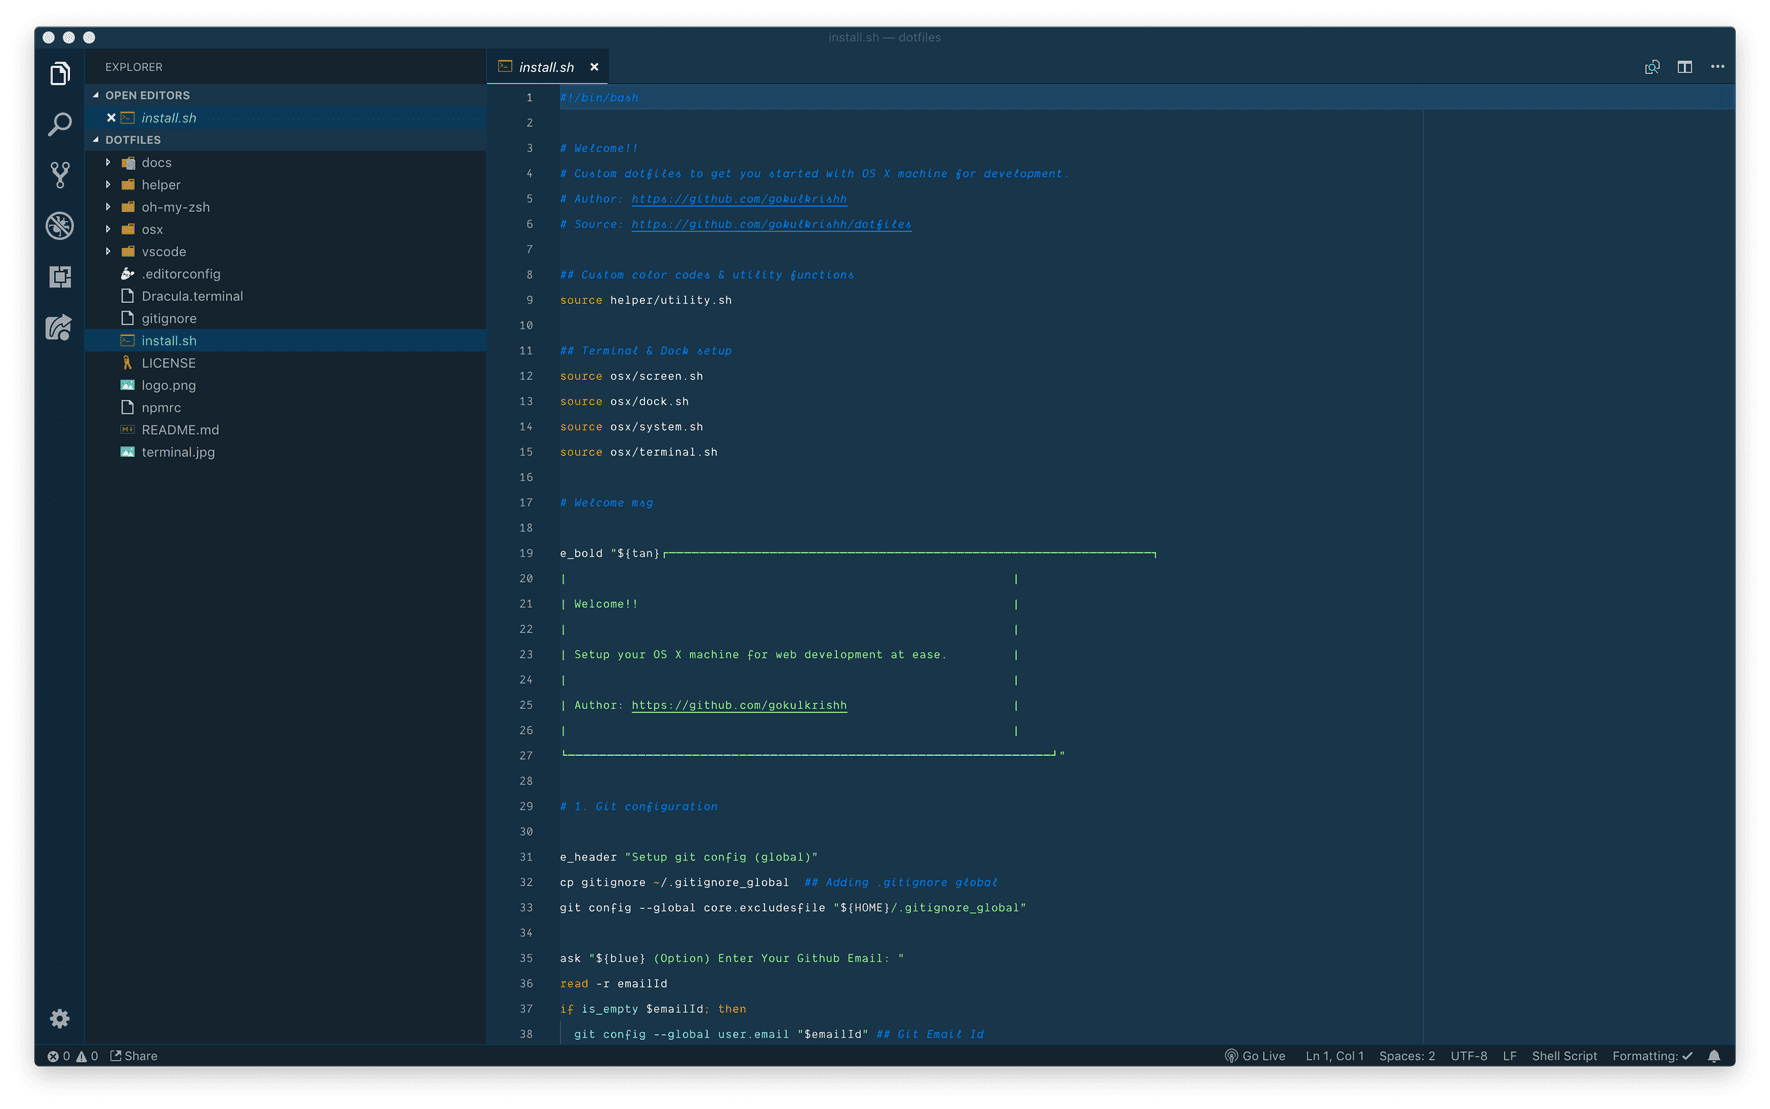 install.sh — dotfiles
EXPLORER
OPEN EDITORS
install.sh
DOTFILES
docs
helper
oh-my-zsh
osx
vscode
.editorconfig
Dracula.terminal
gitignore
install.sh
LICENSE
logo.png
npmrc
README.md
terminal.jpg
install.sh
1 #!/bin/bash
2
3 # Welcome!!
4 # Custom dotfiles to get you started with OS X machine for development.
5 # Author: https://github.com/gokulkrishh
6 # Source: https://github.com/gokulkrishh/dotfiles
7
8 ## Custom color codes & utility functions
9 source helper/utility.sh
10
11 ## Terminal & Dock setup
12 source osx/screen.sh
13 source osx/dock.sh
14 source osx/system.sh
15 source osx/terminal.sh
16
17 # Welcome msg
18
19 e_bold "${tan}┌──────────────────────────────────────────────────────────────┐
20 |                                                               |
21 | Welcome!!                                                     |
22 |                                                               |
23 | Setup your OS X machine for web development at ease.          |
24 |                                                               |
25 | Author: https://github.com/gokulkrishh                        |
26 |                                                               |
27 └──────────────────────────────────────────────────────────────┘"
28
29 # 1. Git configuration
30
31 e_header "Setup git config (global)"
32 cp gitignore ~/.gitignore_global  ## Adding .gitignore global
33 git config --global core.excludesfile "${HOME}/.gitignore_global"
34
35 ask "${blue} (Option) Enter Your Github Email: "
36 read -r emailId
37 if is_empty $emailId; then
38   git config --global user.email "$emailId" ## Git Email Id
0 0 Share
Go Live Ln 1, Col 1 Spaces: 2 UTF-8 LF Shell Script Formatting: ✓